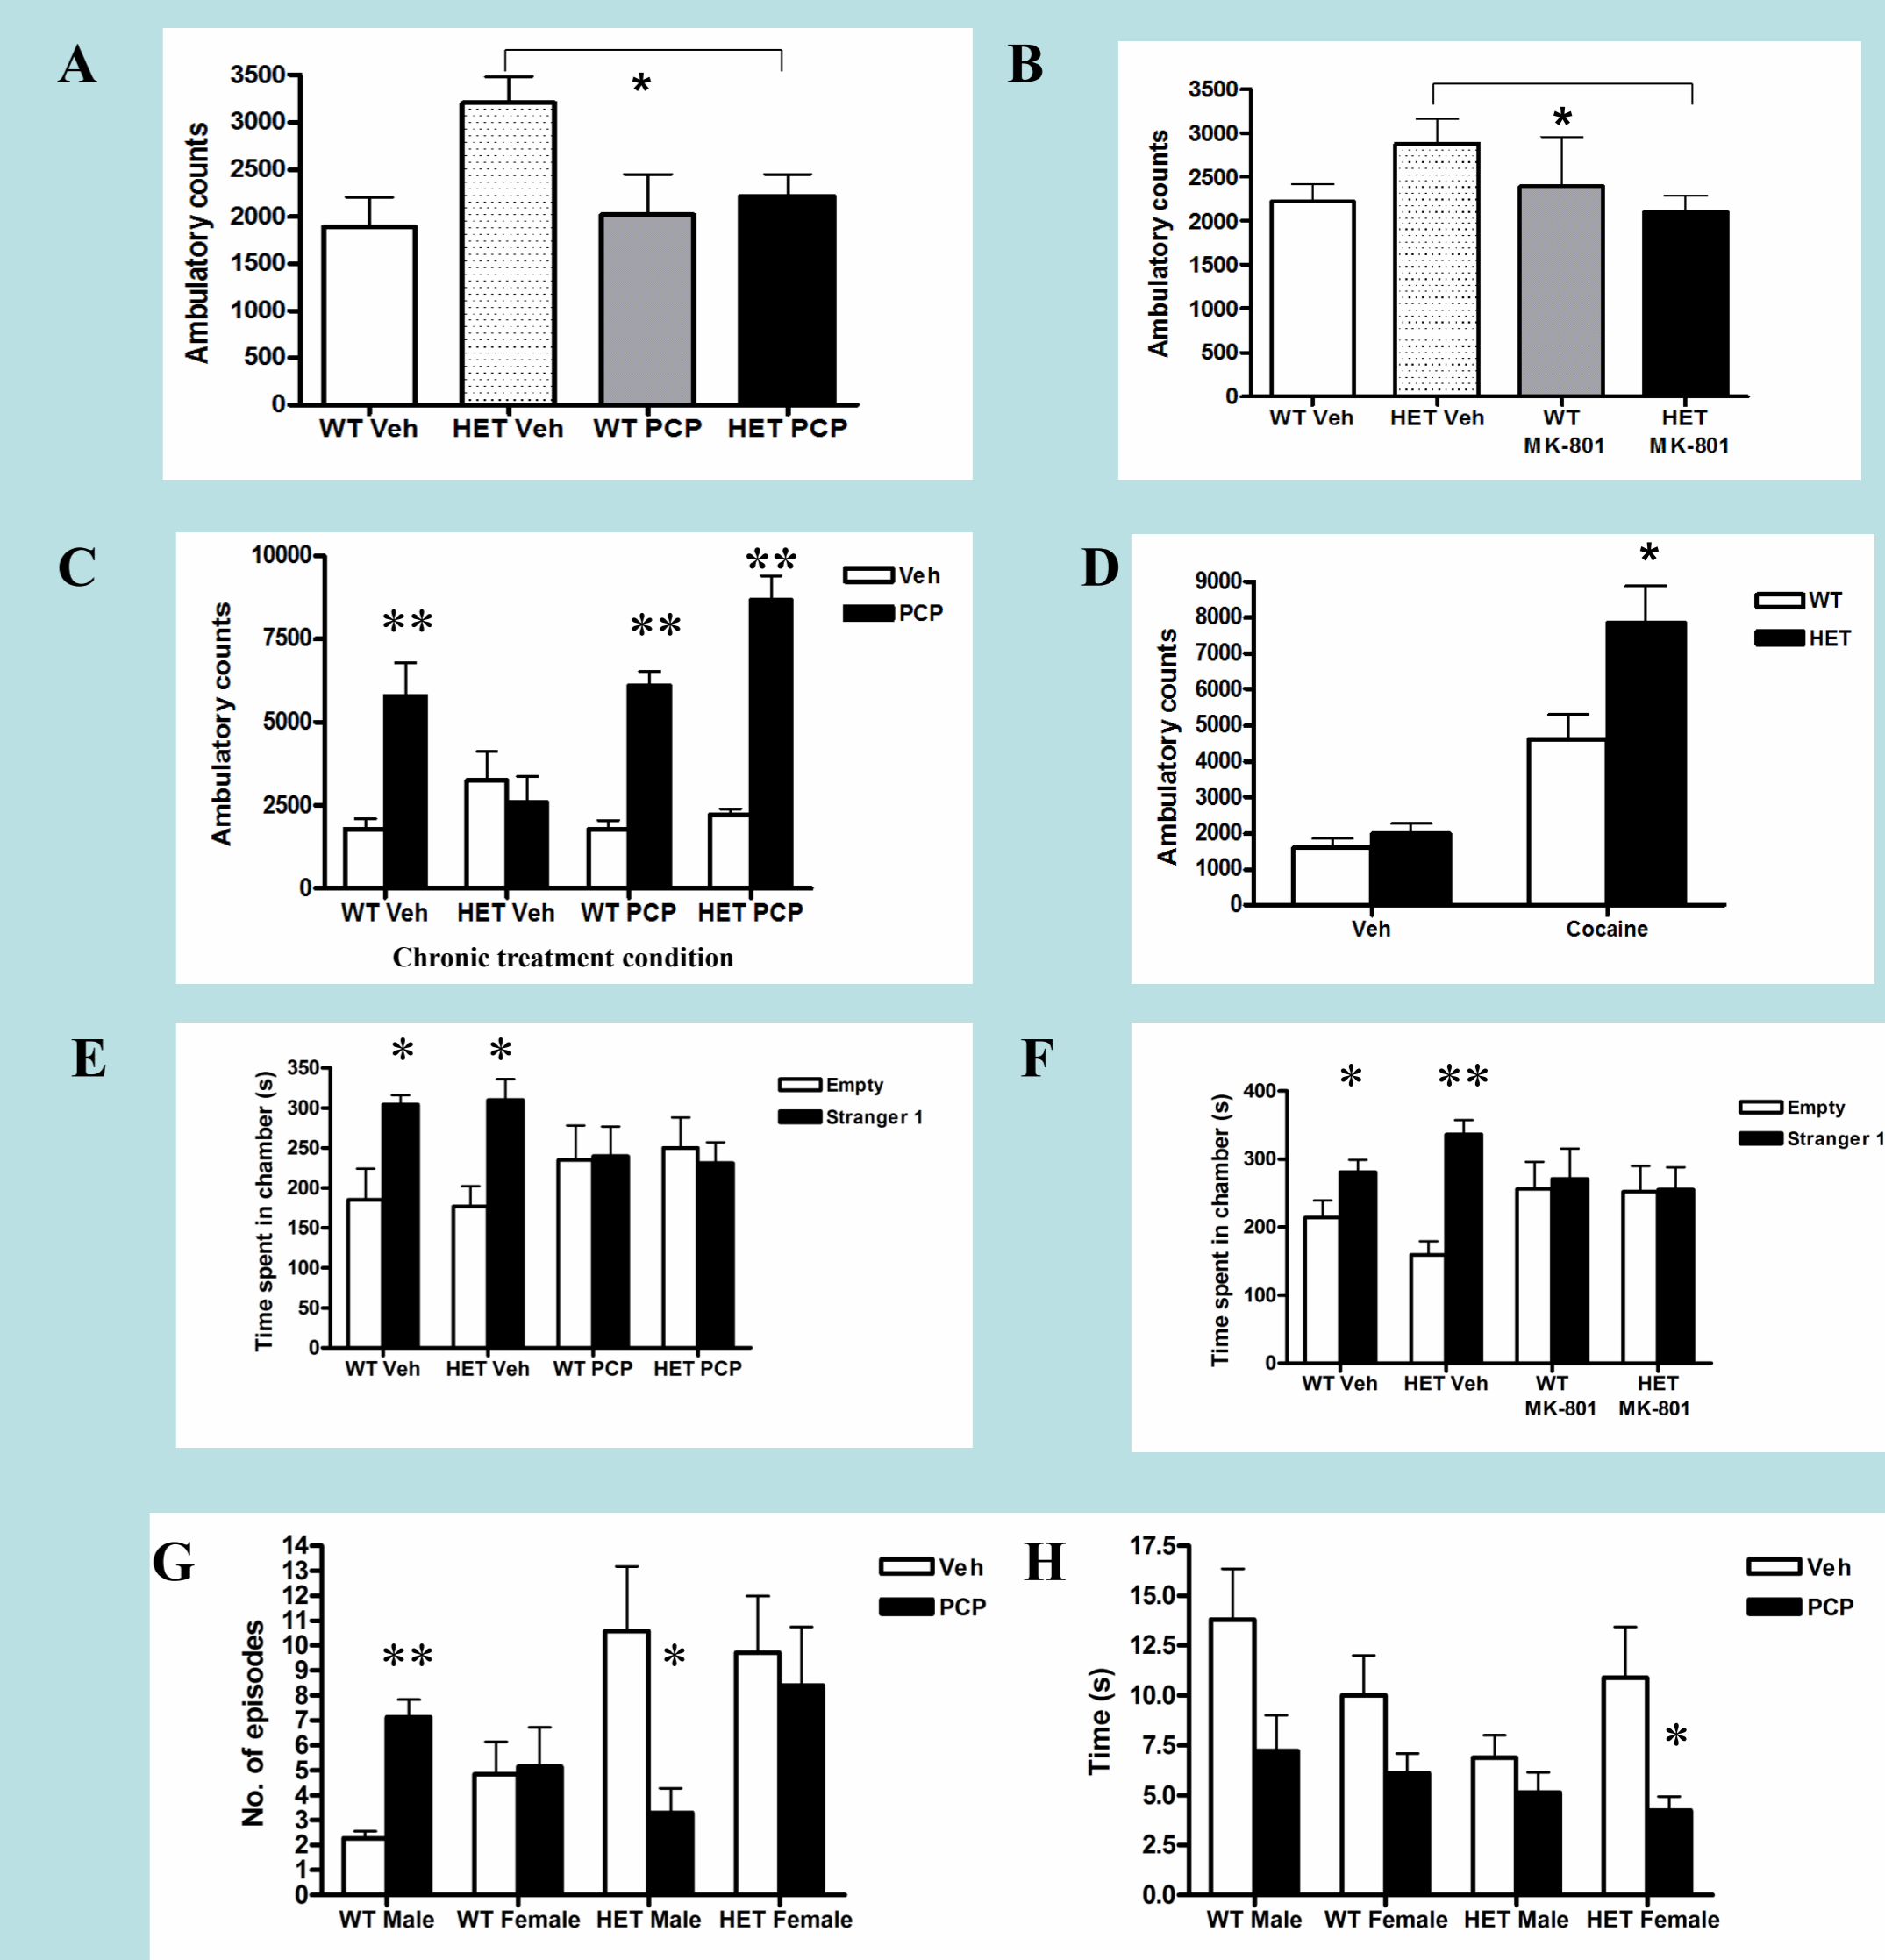 A
*
3500
3000
2500
2000
1500
1000
500
0
Ambulatory counts
WT Veh HET Veh WT PCP HET PCP
B
*
3500
3000
2500
2000
1500
1000
500
0
Ambulatory counts
WT Veh HET Veh WT HET
MK-801 MK-801
C
** ** **
10000
7500
5000
2500
0
Ambulatory counts
Veh
PCP
WT Veh HET Veh WT PCP HET PCP
Chronic treatment condition
D
*
9000
8000
7000
6000
5000
4000
3000
2000
1000
0
Ambulatory counts
WT
HET
Veh Cocaine
E
* *
350
300
250
200
150
100
50
0
Time spent in chamber (s)
Empty
Stranger 1
WT Veh HET Veh WT PCP HET PCP
F
* **
400
300
200
100
0
Time spent in chamber (s)
Empty
Stranger 1
WT Veh HET Veh WT HET
MK-801 MK-801
G
** *
14
13
12
11
10
9
8
7
6
5
4
3
2
1
0
No. of episodes
Veh
PCP
WT Male WT Female HET Male HET Female
H
*
17.5
15.0
12.5
10.0
7.5
5.0
2.5
0.0
Time (s)
Veh
PCP
WT Male WT Female HET Male HET Female